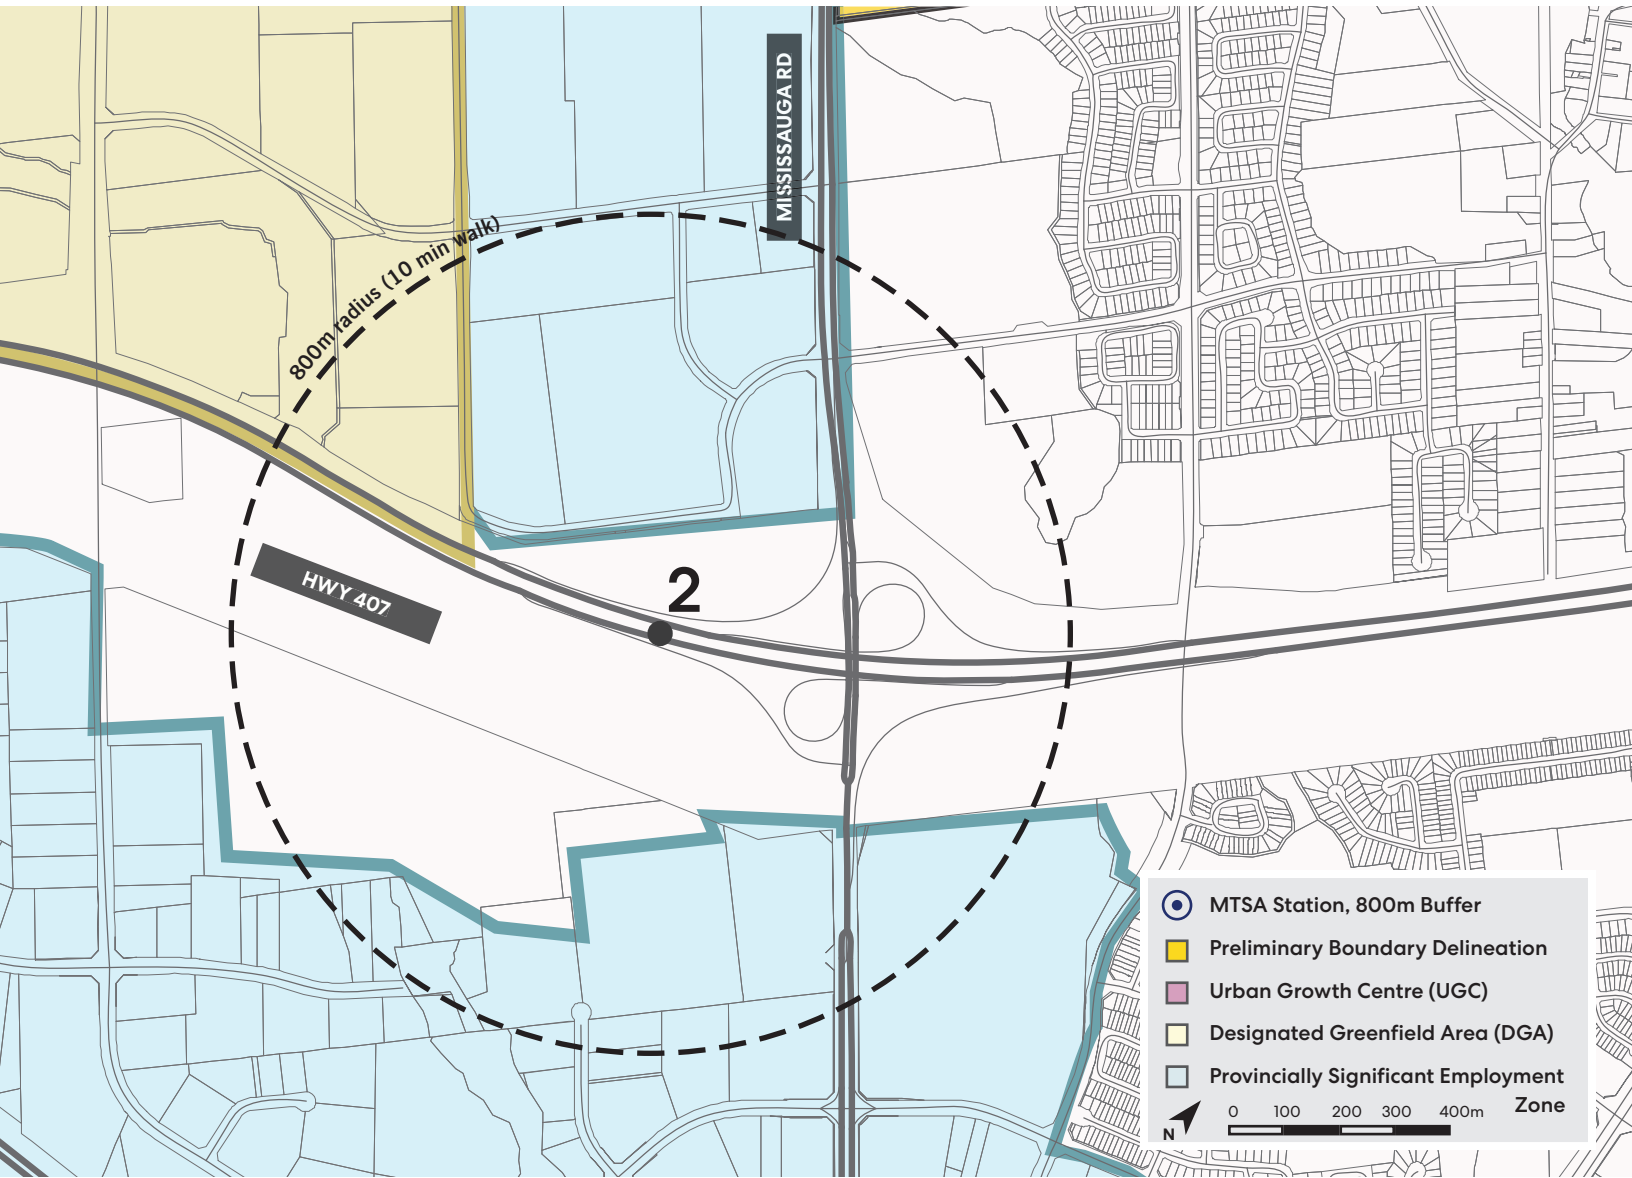 MISSISSAUGA RD
800m radius (10 min walk)
HWY 407
2
MTSA Station, 800m Buffer
Preliminary Boundary Delineation
Urban Growth Centre (UGC)
Designated Greenfield Area (DGA)
Provincially Significant Employment
Zone
N
0 100 200 300 400m